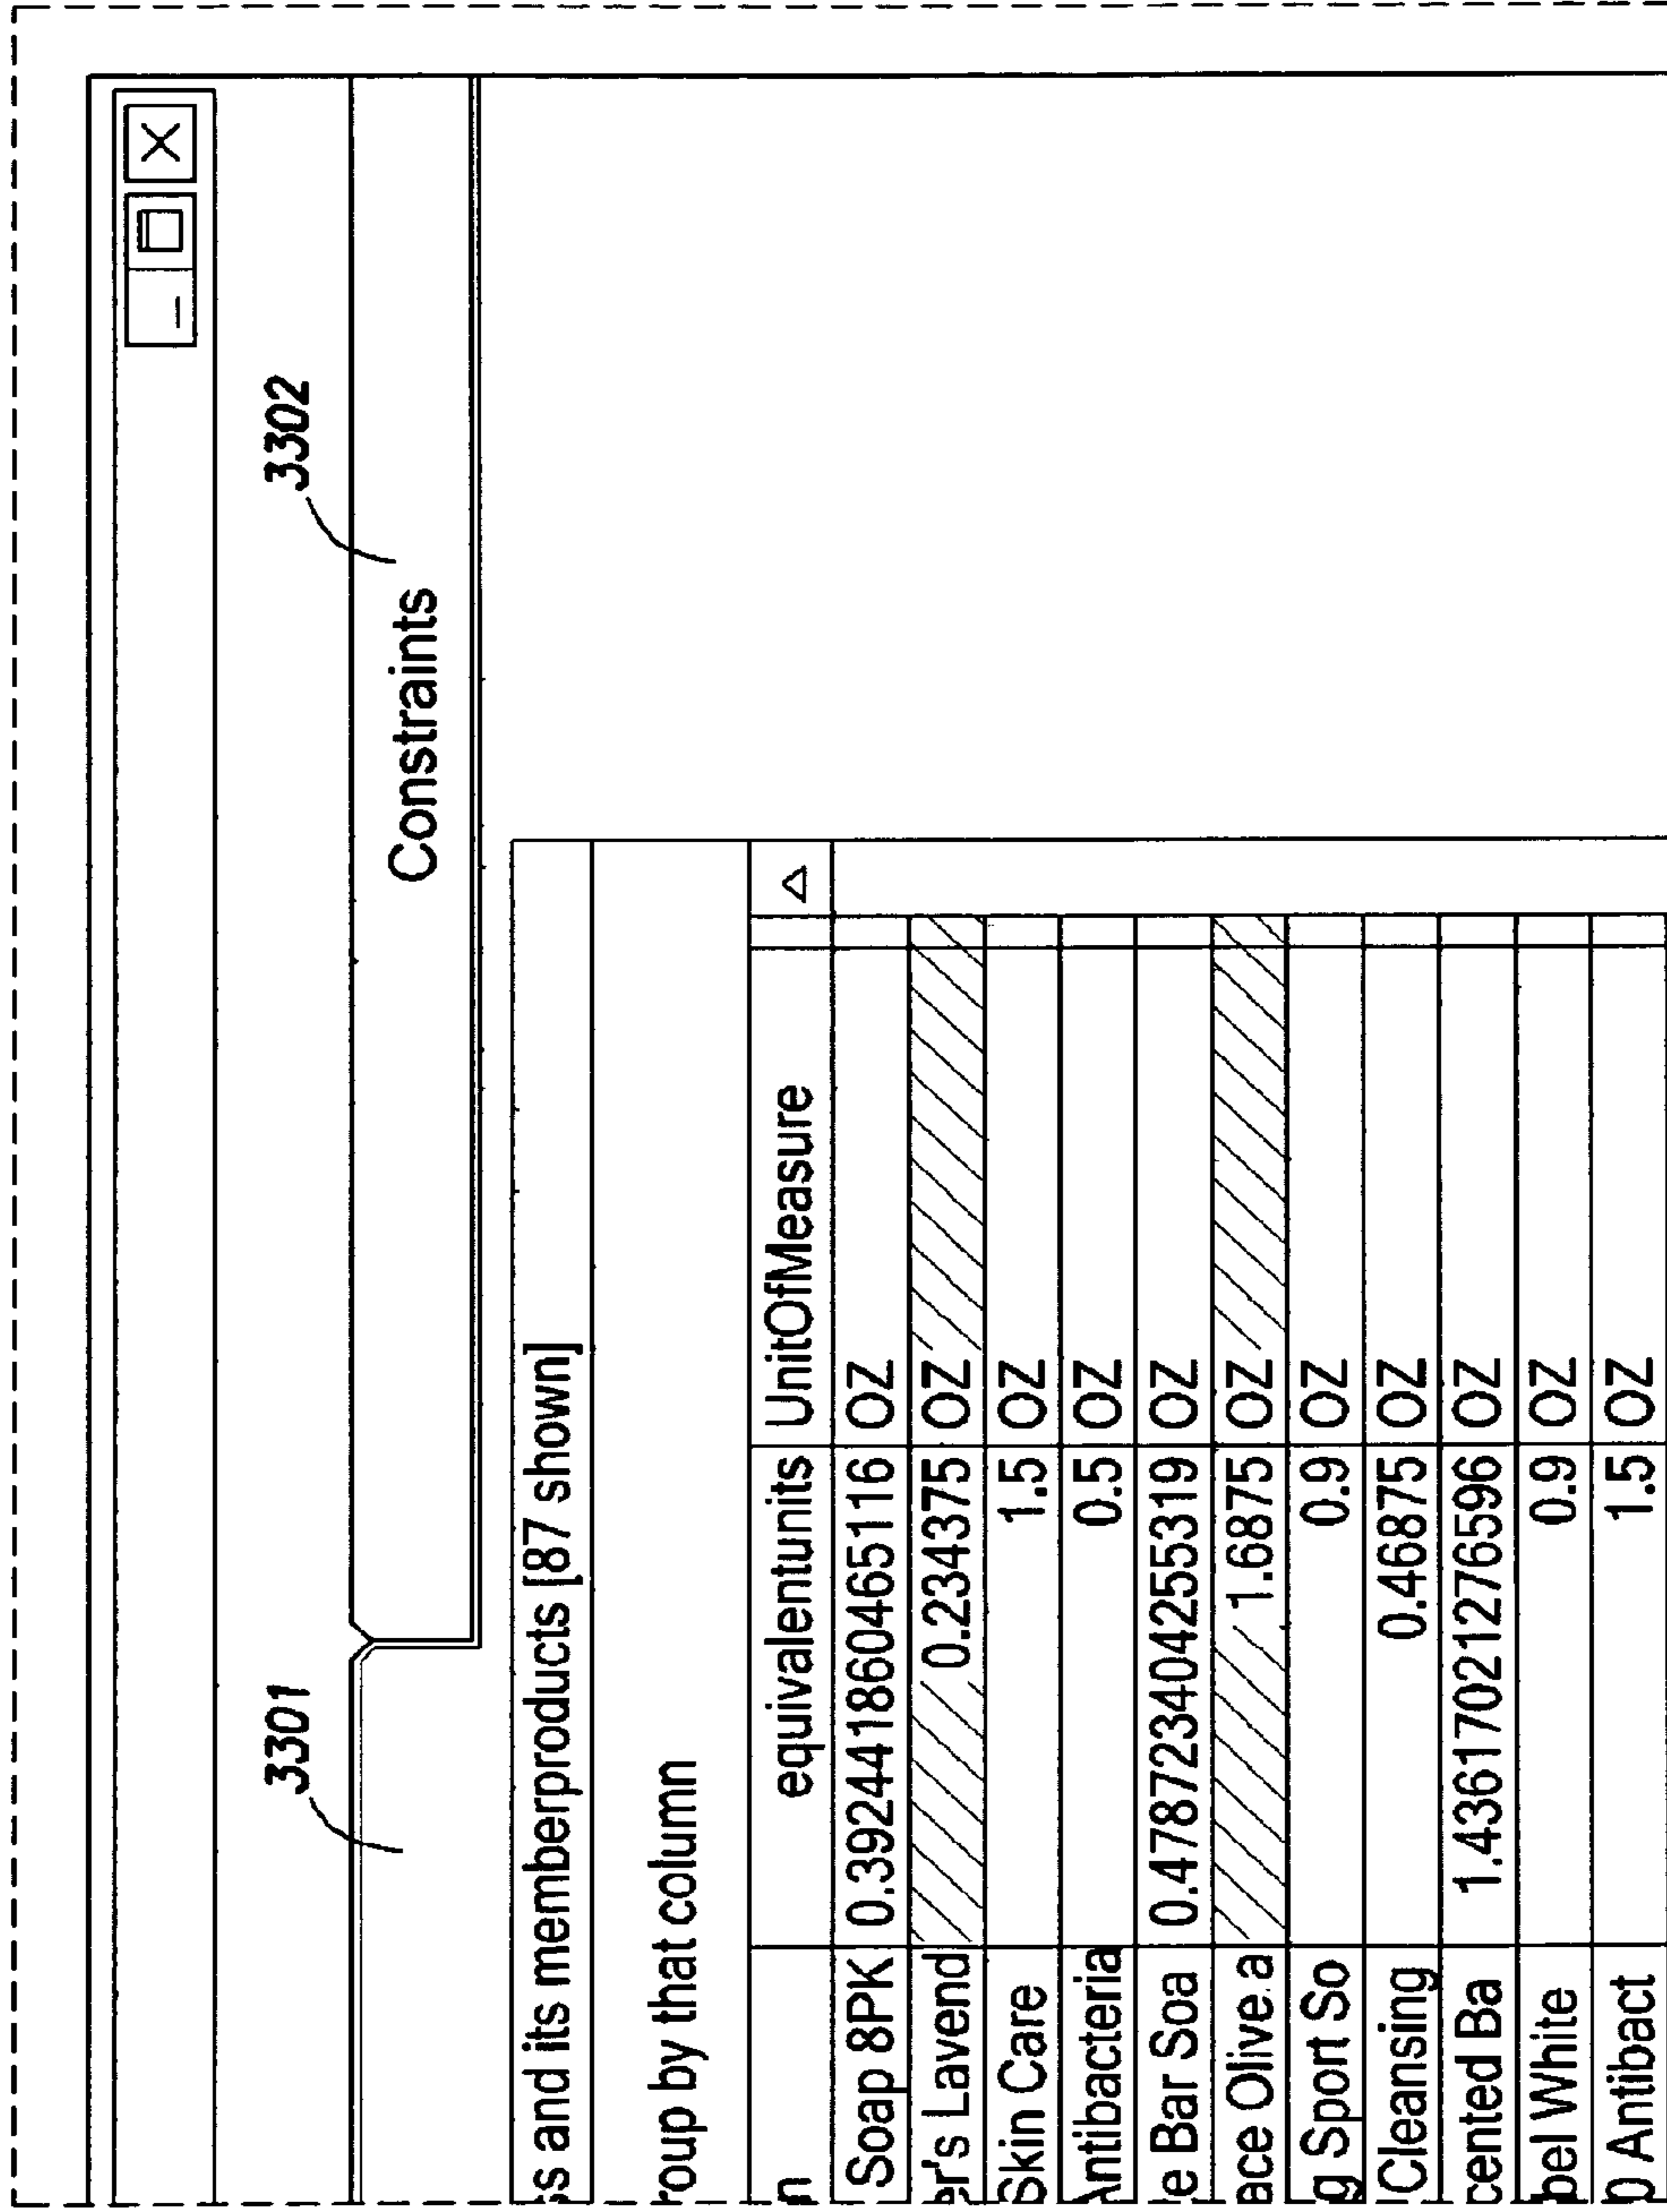 3301
3302
Constraints
s and its memberproducts [87 shown]
roup by that column
n equivalentunits UnitOfMeasure
Soap 8PK 0.392441860465116 OZ
er's Lavend 0.234375 OZ
Skin Care 1.5 OZ
Antibacteria 0.5 OZ
e Bar Soa 0.478723404255319 OZ
ace Olive a 1.6875 OZ
g Sport So 0.9 OZ
Cleansing 0.46875 OZ
cented Ba 1.43617021276596 OZ
bel White 0.9 OZ
0 Antibact 1.5 OZ